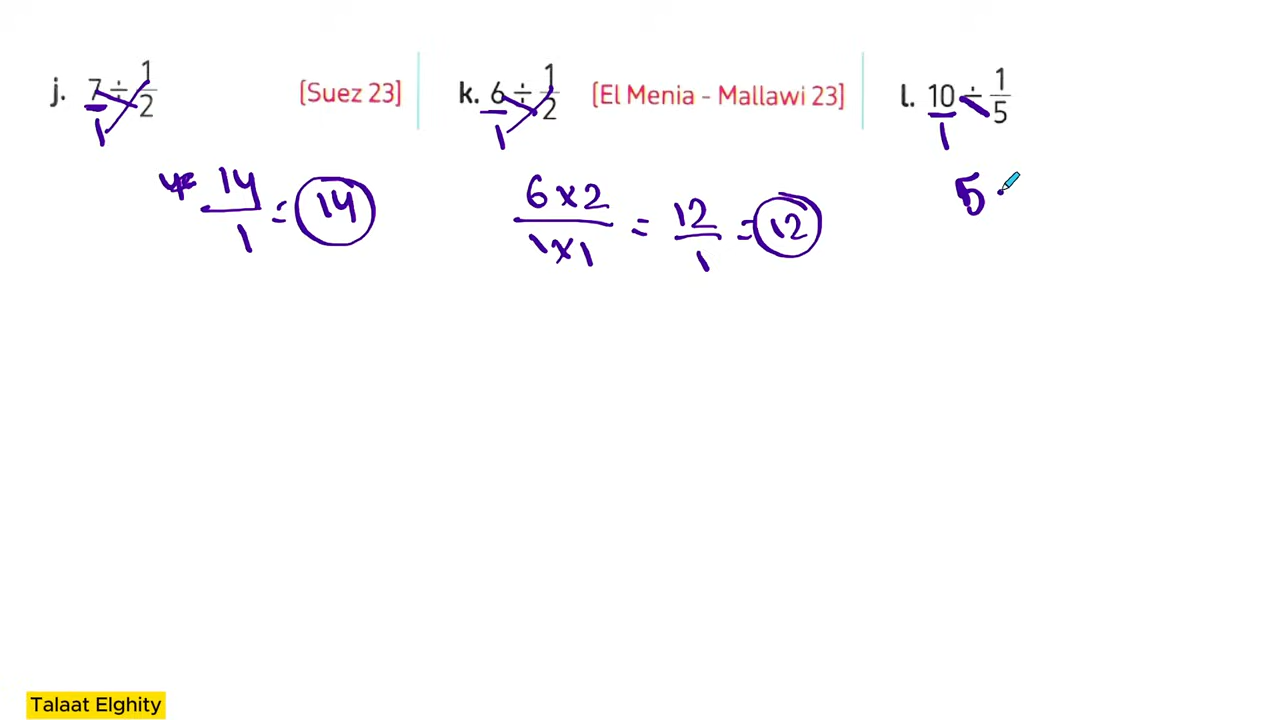 j. 7 ÷ 1/2 [Suez 23]
1
14/1 = 14
k. 6 ÷ 1/2 [El Menia - Mallawi 23]
1
6 x 2 / 1 x 1 = 12/1 = 12
l. 10 ÷ 1/5
1
5
Talaat Elghity